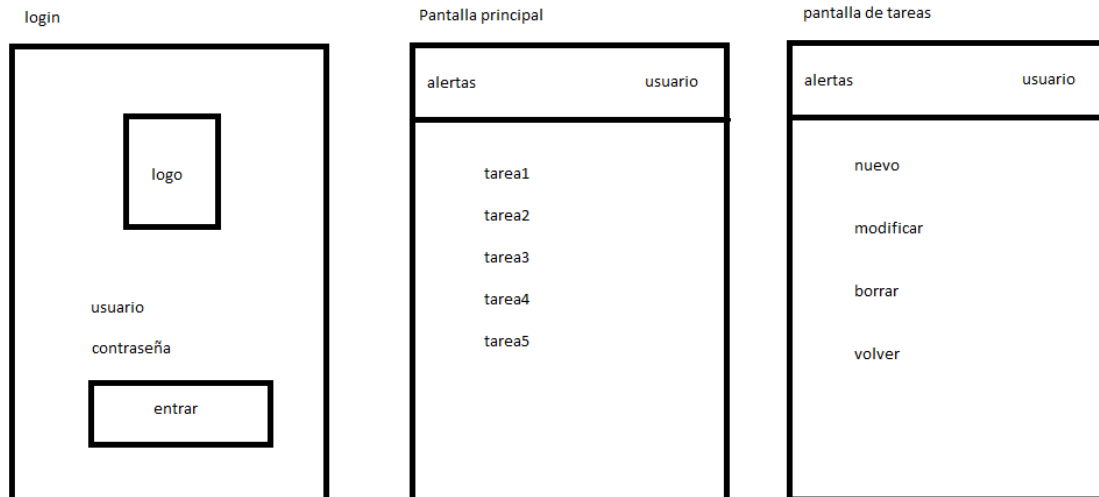 login
logo
usuario
contraseña
entrar
Pantalla principal
alertas
usuario
tarea1
tarea2
tarea3
tarea4
tarea5
pantalla de tareas
alertas
usuario
nuevo
modificar
borrar
volver